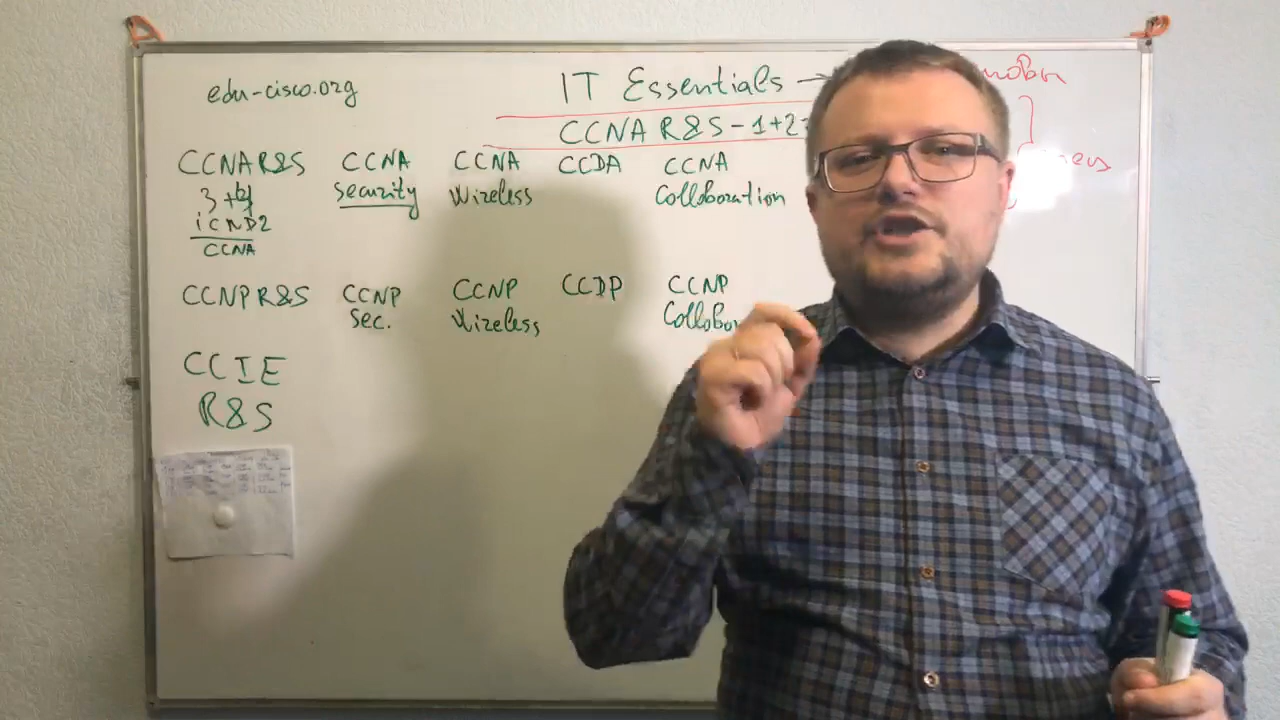 edu-cisco.org
IT Essentials →
CCNA R&S - 1+2=
CCNA R&S CCNA CCNA CCDA CCNA
3+4 security Wireless Collaboration
iCND2
CCNA
CCNP R&S CCNP CCNP CCDP CCNP
Sec. Wireless Collabor
CCIE
R&S